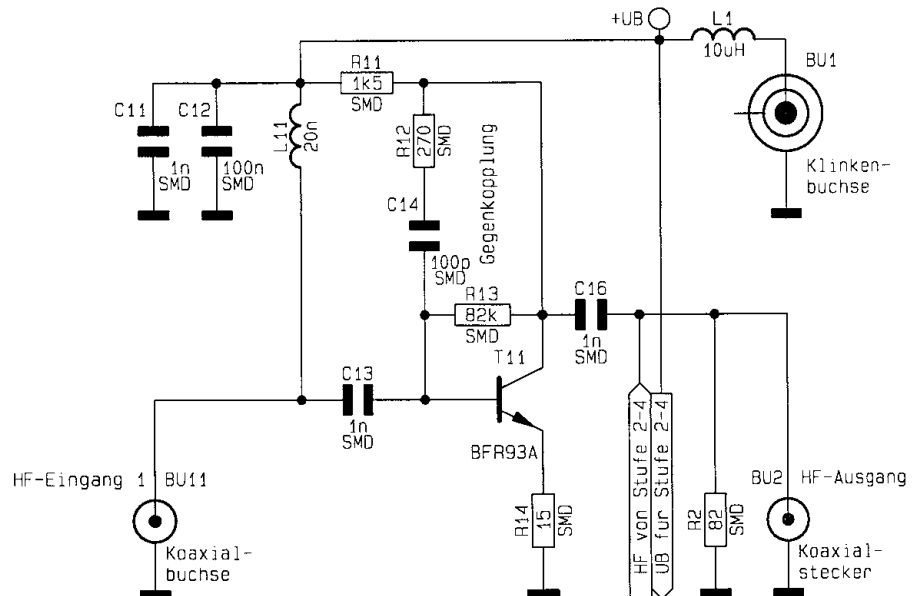 +UB
L1
10uH
BU1
Klinken-
buchse
R11
1k5
SMD
C11
1n
SMD
C12
100n
SMD
L11
20n
R12
270
SMD
C14
100p
SMD
Gegenkopplung
R13
82k
SMD
C16
1n
SMD
T11
BFR93A
C13
1n
SMD
HF-Eingang 1
BU11
Koaxial-
buchse
R14
15
SMD
HF von Stufe 2-4
UB fur Stufe 2-4
R2
82
SMD
BU2
HF-Ausgang
Koaxial-
stecker